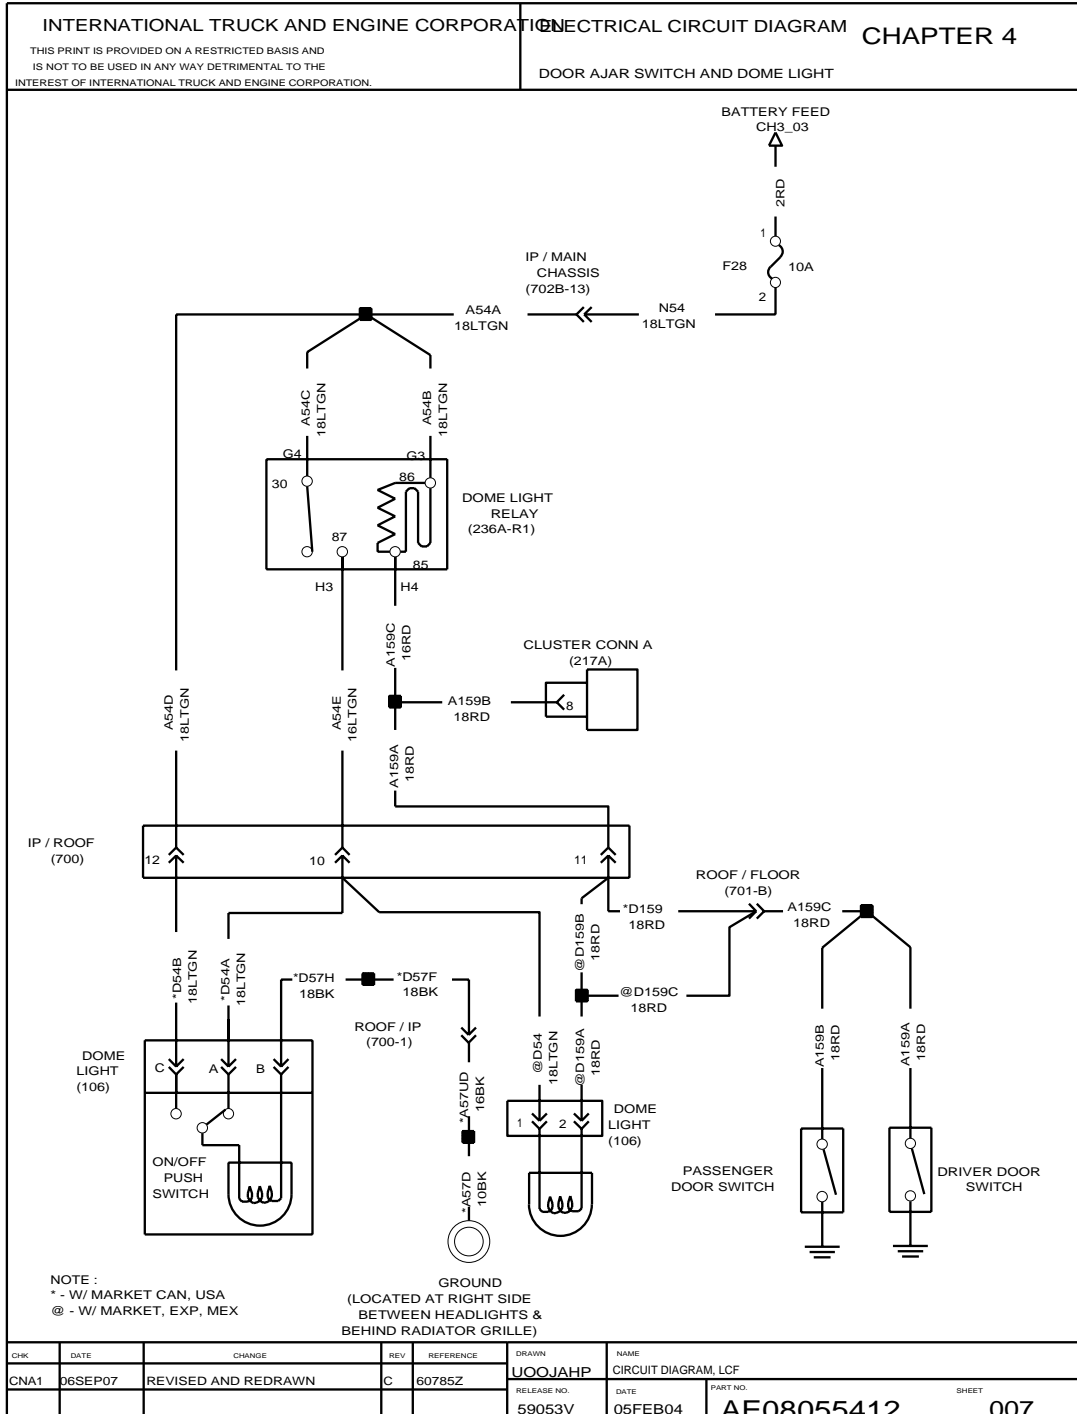 INTERNATIONAL TRUCK AND ENGINE CORPORATION
THIS PRINT IS PROVIDED ON A RESTRICTED BASIS AND
IS NOT TO BE USED IN ANY WAY DETRIMENTAL TO THE
INTEREST OF INTERNATIONAL TRUCK AND ENGINE CORPORATION.
ELECTRICAL CIRCUIT DIAGRAM
CHAPTER 4
DOOR AJAR SWITCH AND DOME LIGHT
BATTERY FEED
CH3_03
2RD
1
F28
10A
2
IP / MAIN
CHASSIS
(702B-13)
A54A
18LTGN
N54
18LTGN
A54C
18LTGN
A54B
18LTGN
G4
G3
30
86
87
85
DOME LIGHT
RELAY
(236A-R1)
H3
H4
A159C
16RD
CLUSTER CONN A
(217A)
8
A159B
18RD
A54D
18LTGN
A54E
16LTGN
A159A
18RD
IP / ROOF
(700)
12
10
11
ROOF / FLOOR
(701-B)
*D159
18RD
A159C
18RD
@D159B
18RD
@D159C
18RD
*D54B
18LTGN
*D54A
18LTGN
*D57H
18BK
*D57F
18BK
ROOF / IP
(700-1)
@D54
18LTGN
@D159A
18RD
A159B
18RD
A159A
18RD
DOME
LIGHT
(106)
C
A
B
*A57UD
16BK
1
2
DOME
LIGHT
(106)
ON/OFF
PUSH
SWITCH
*A57D
10BK
PASSENGER
DOOR SWITCH
DRIVER DOOR
SWITCH
GROUND
(LOCATED AT RIGHT SIDE
BETWEEN HEADLIGHTS &
BEHIND RADIATOR GRILLE)
NOTE :
* - W/ MARKET CAN, USA
@ - W/ MARKET, EXP, MEX
CHK
DATE
CHANGE
REV
REFERENCE
CNA1
06SEP07
REVISED AND REDRAWN
C
60785Z
DRAWN
UOOJAHP
NAME
CIRCUIT DIAGRAM, LCF
RELEASE NO.
59053V
DATE
05FEB04
PART NO.
AE08055412
SHEET
007